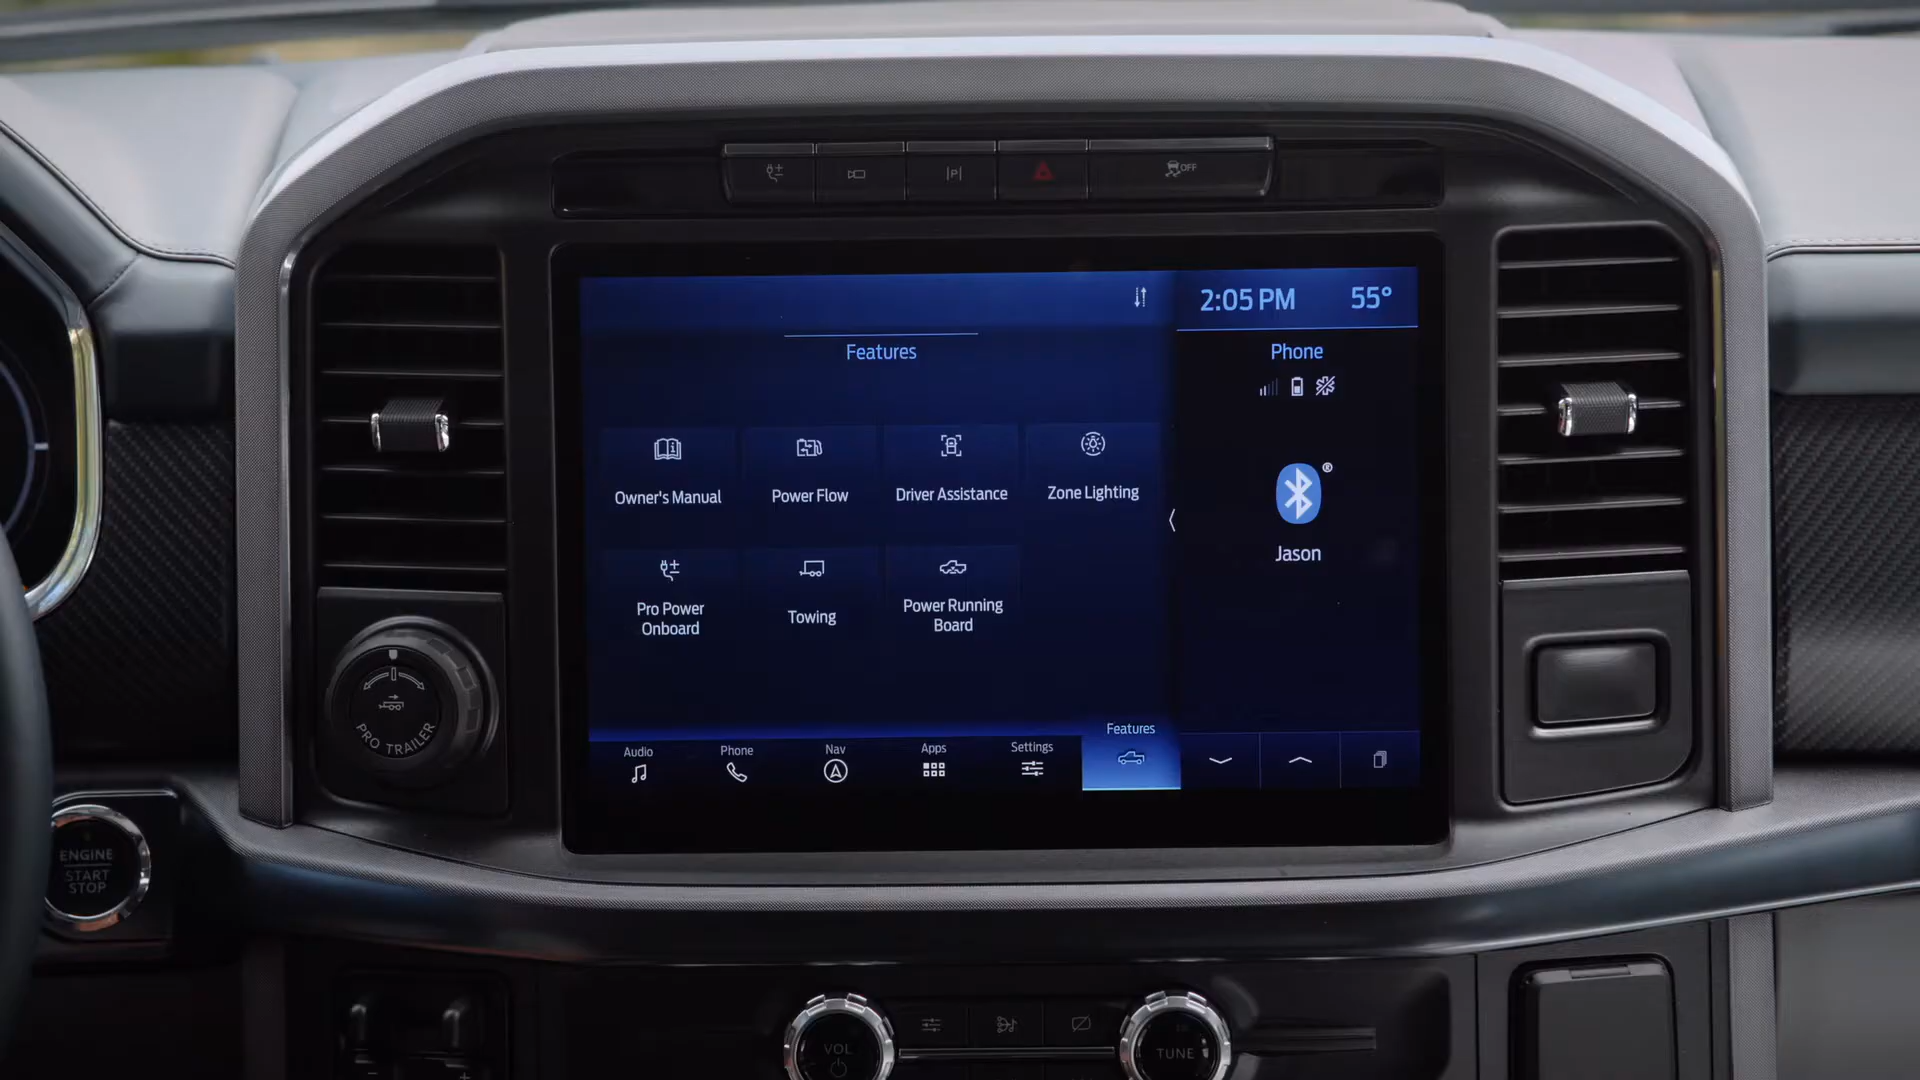 OFF
2:05 PM 55°
Features
Phone
Owner's Manual
Power Flow
Driver Assistance
Zone Lighting
Jason
Pro Power
Onboard
Towing
Power Running
Board
PRO TRAILER
Audio
Phone
Nav
Apps
Settings
Features
ENGINE
START
STOP
VOL
TUNE